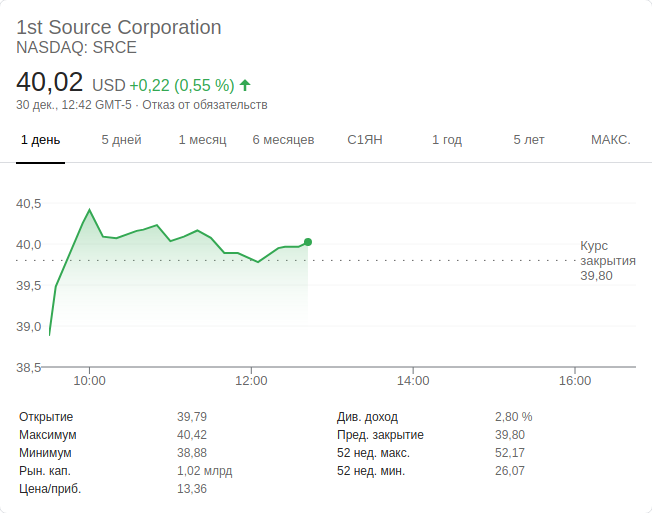 1st Source Corporation
NASDAQ: SRCE
40,02 USD +0,22 (0,55 %)
30 дек., 12:42 GMT-5 · Отказ от обязательств
1 день 5 дней 1 месяц 6 месяцев С1ЯН 1 год 5 лет МАКС.
40,5
40,0
39,5
39,0
38,5
Курс
закрытия
39,80
10:00 12:00 14:00 16:00
Открытие 39,79
Максимум 40,42
Минимум 38,88
Рын. кап. 1,02 млрд
Цена/приб. 13,36
Див. доход 2,80 %
Пред. закрытие 39,80
52 нед. макс. 52,17
52 нед. мин. 26,07